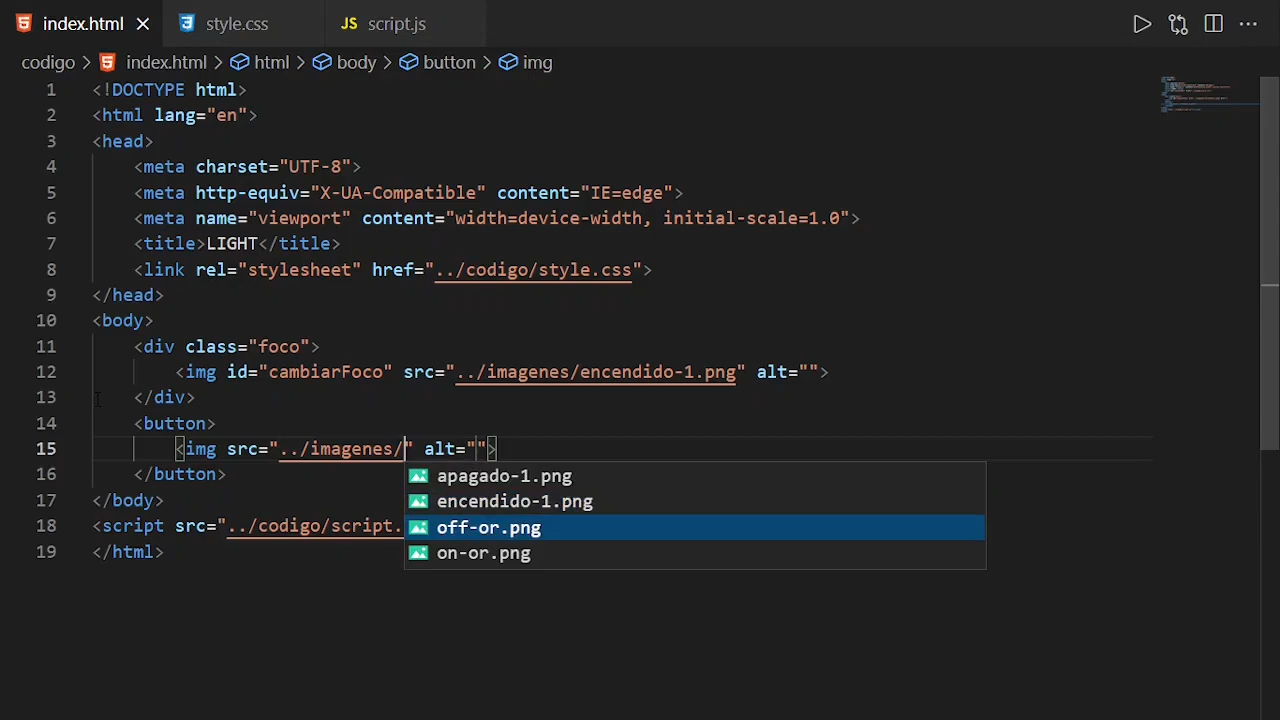 index.html style.css JS script.js
codigo > index.html > html > body > button > img
1 <!DOCTYPE html>
2 <html lang="en">
3 <head>
4 <meta charset="UTF-8">
5 <meta http-equiv="X-UA-Compatible" content="IE=edge">
6 <meta name="viewport" content="width=device-width, initial-scale=1.0">
7 <title>LIGHT</title>
8 <link rel="stylesheet" href="../codigo/style.css">
9 </head>
10 <body>
11 <div class="foco">
12 <img id="cambiarFoco" src="../imagenes/encendido-1.png" alt="">
13 </div>
14 <button>
15 <img src="../imagenes/" alt="">
apagado-1.png
16 </button>
encendido-1.png
17 </body>
18 <script src="../codigo/script.
off-or.png
19 </html>
on-or.png